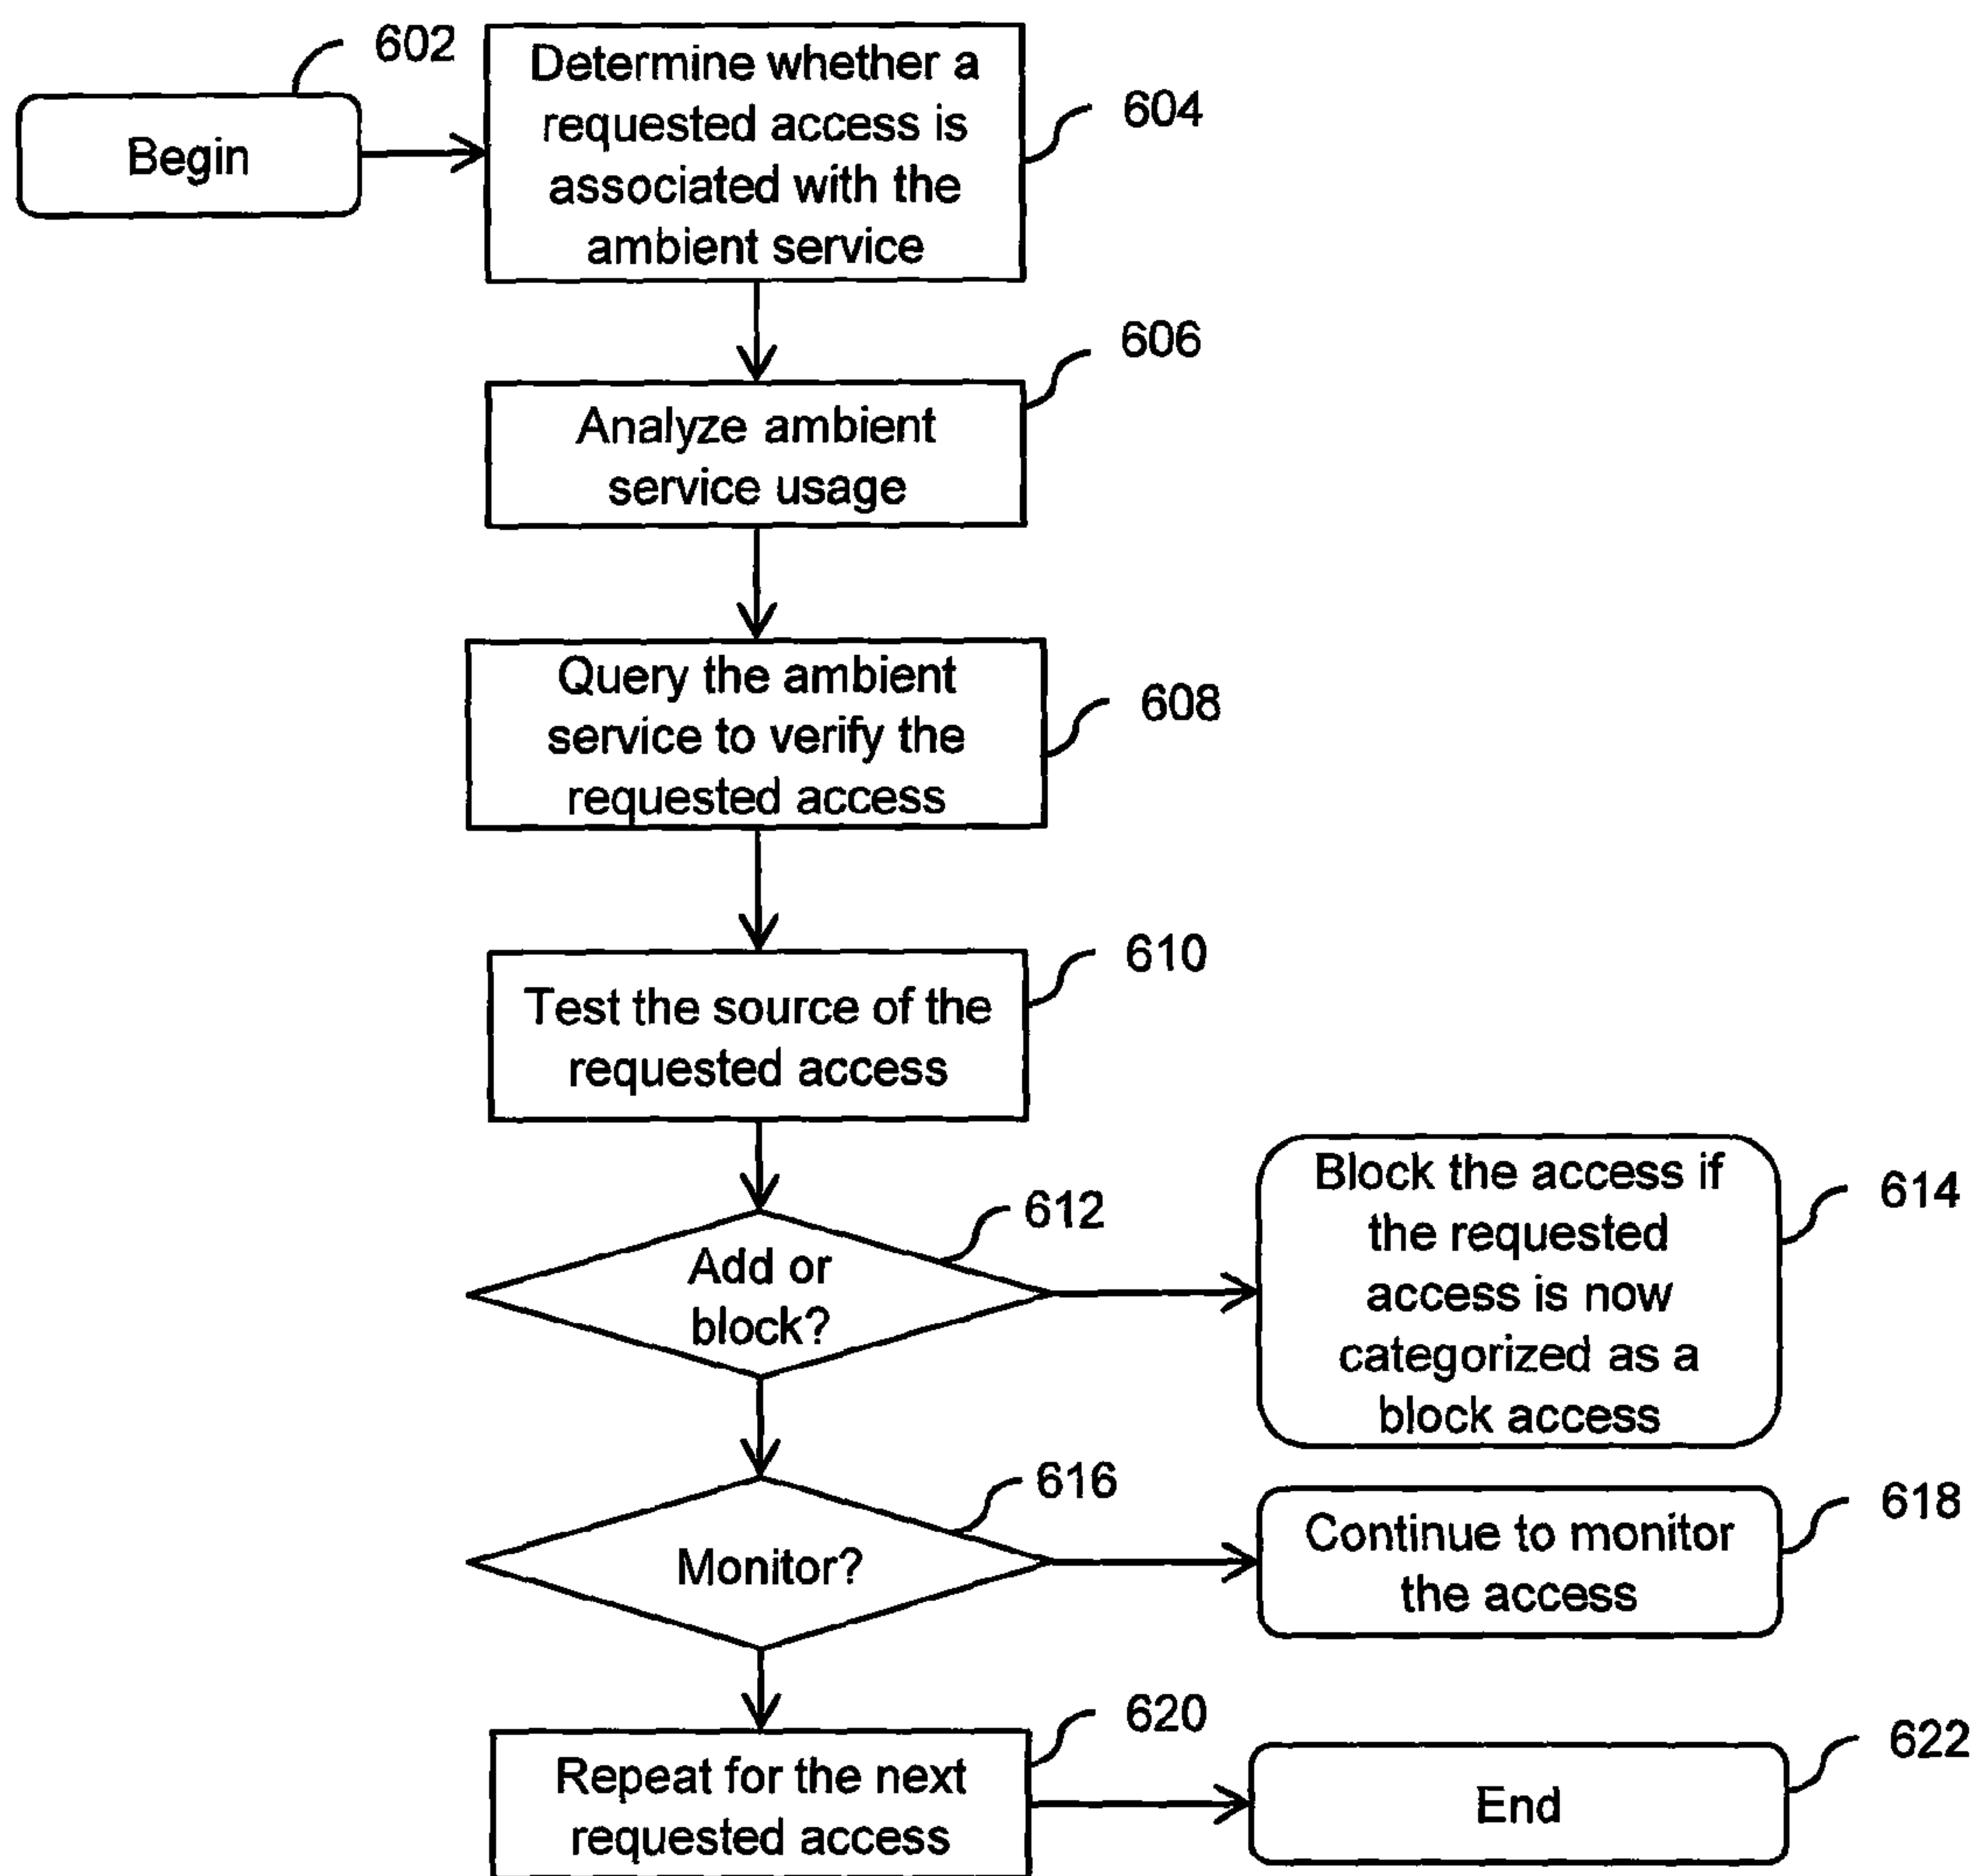 602
Begin
Determine whether a
requested access is
associated with the
ambient service
604
Analyze ambient
service usage
606
Query the ambient
service to verify the
requested access
608
Test the source of the
requested access
610
Add or
block?
612
Block the access if
the requested
access is now
categorized as a
block access
614
Monitor?
616
Continue to monitor
the access
618
Repeat for the next
requested access
620
End
622